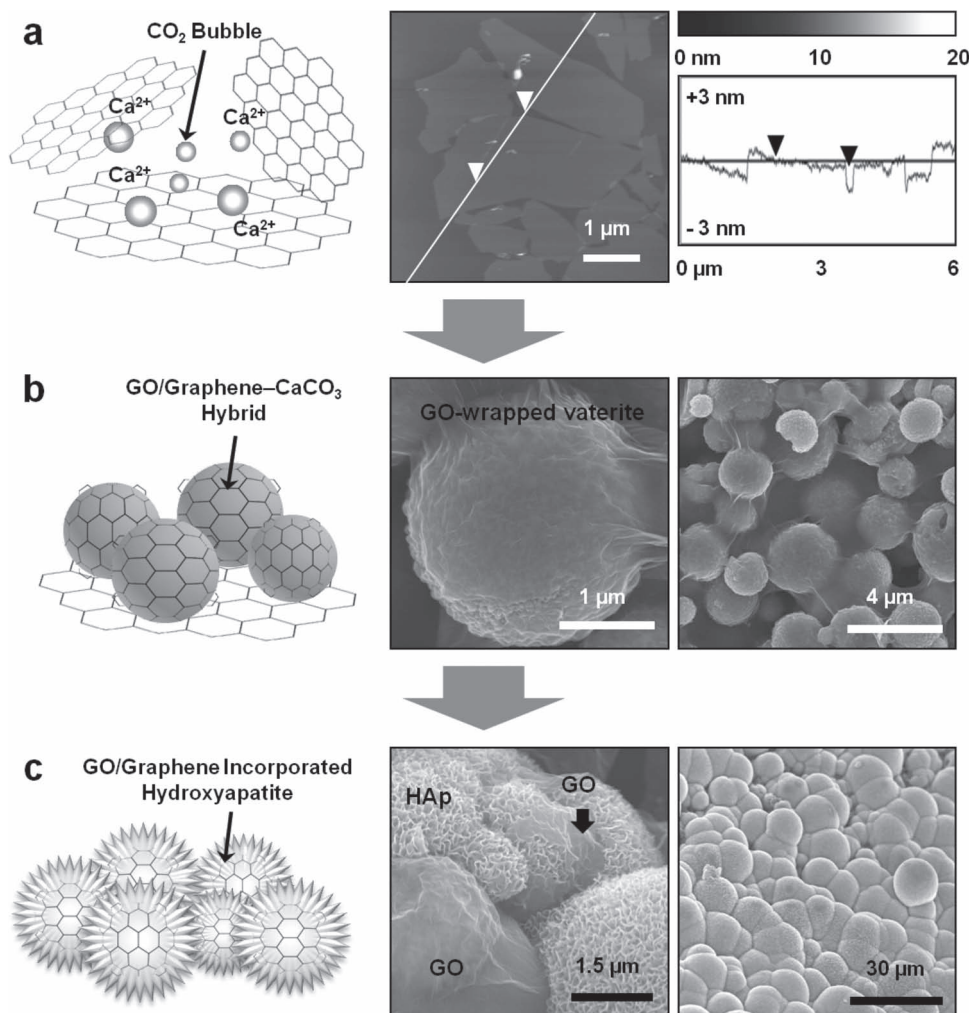 a
CO₂ Bubble
Ca²⁺
Ca²⁺
Ca²⁺
Ca²⁺
1 μm
0 nm 10 20
+3 nm
- 3 nm
0 μm 3 6
b
GO/Graphene–CaCO₃
Hybrid
GO-wrapped vaterite
1 μm
4 μm
c
GO/Graphene Incorporated
Hydroxyapatite
HAp
GO
GO
1.5 μm
30 μm